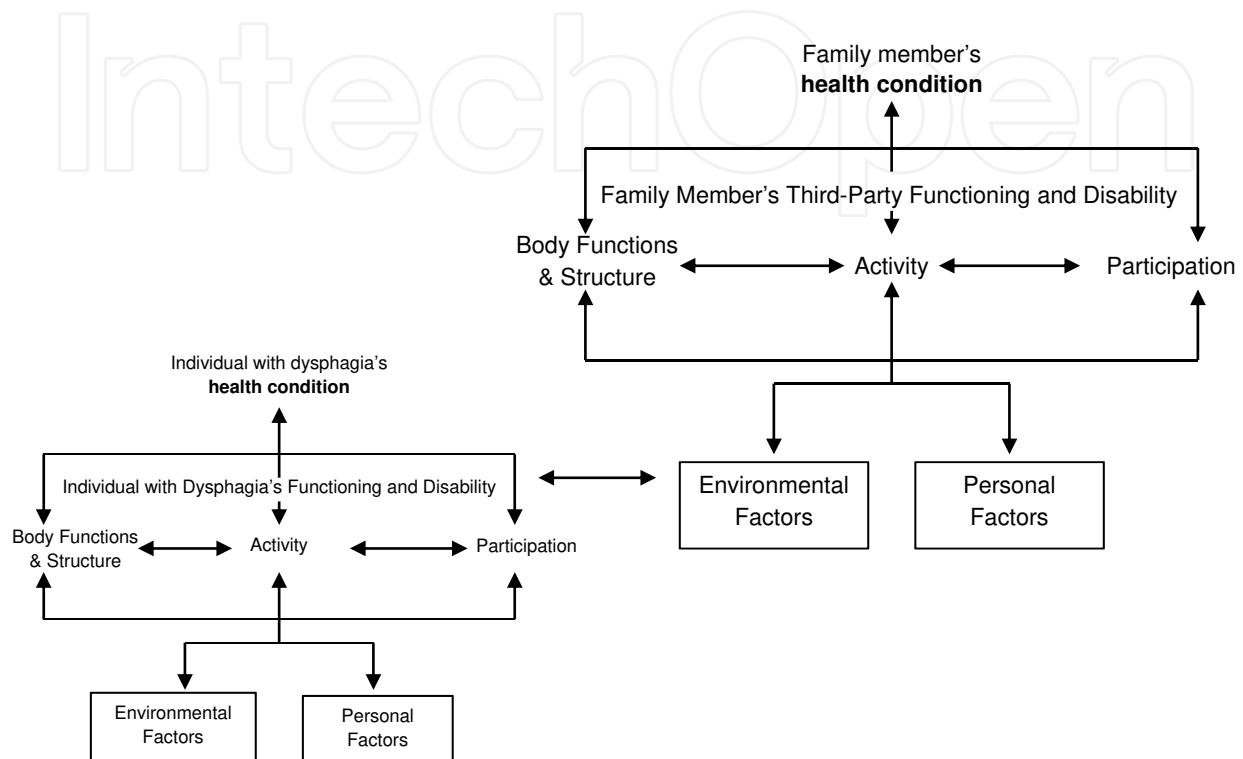 IntechOpen
Family member's
health condition
Family Member's Third-Party Functioning and Disability
Body Functions
& Structure
Activity
Participation
Environmental
Factors
Personal
Factors
Individual with dysphagia's
health condition
Individual with Dysphagia's Functioning and Disability
Body Functions
& Structure
Activity
Participation
Environmental
Factors
Personal
Factors